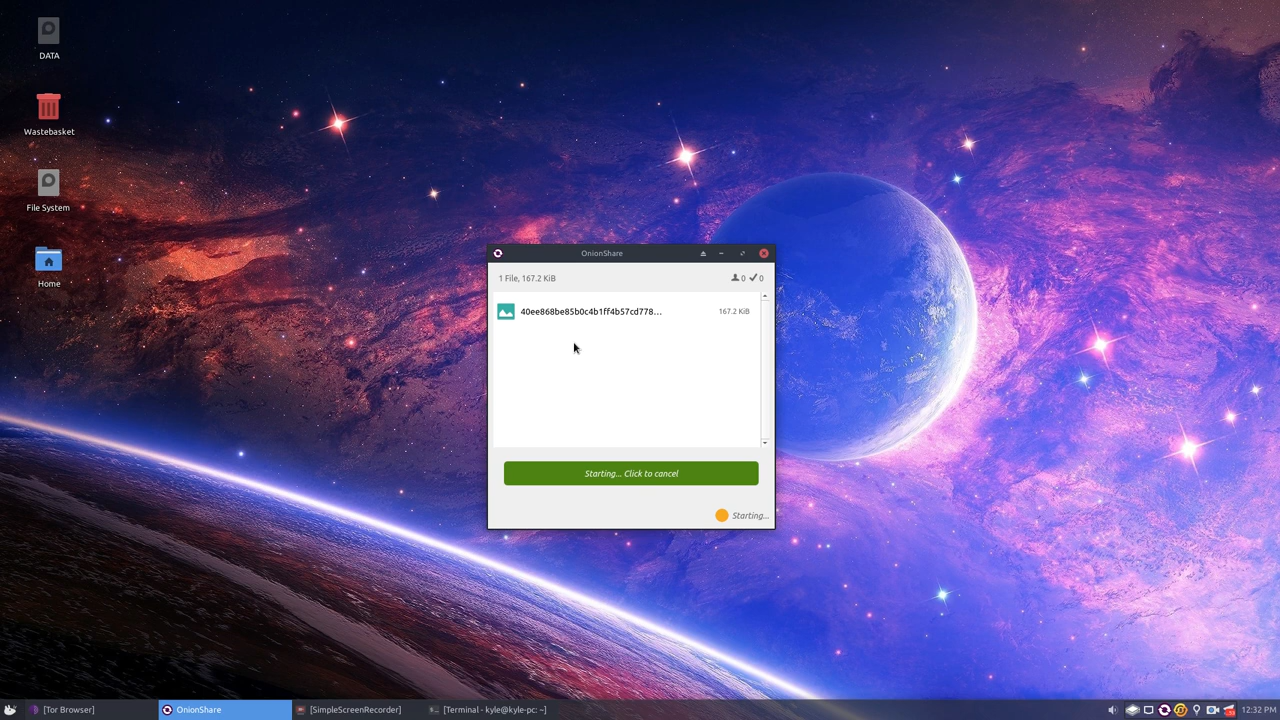 DATA
Wastebasket
File System
Home
OnionShare
1 File, 167.2 KiB
0
0
40ee868be85b0c4b1ff4b57cd778...
167.2 KiB
Starting... Click to cancel
Starting...
[Tor Browser]
OnionShare
[SimpleScreenRecorder]
[Terminal - kyle@kyle-pc: ~]
12:32 PM